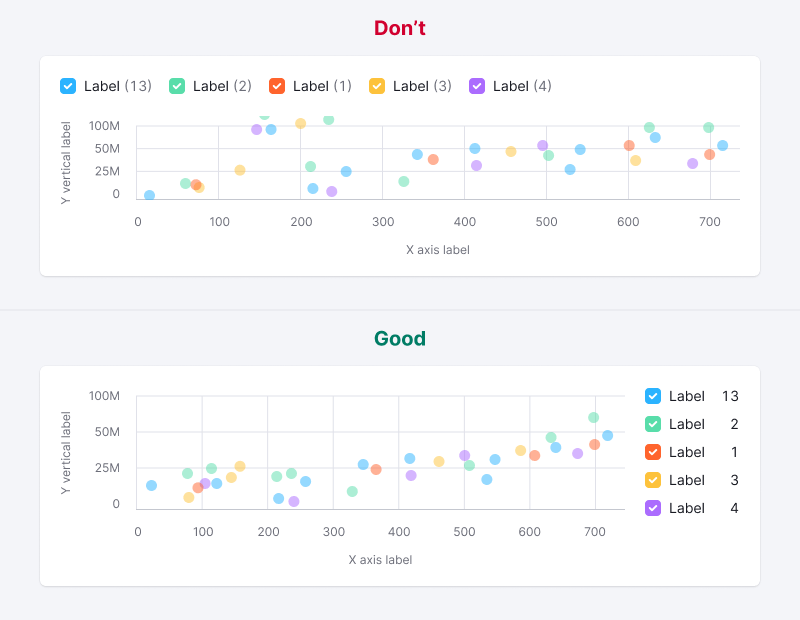 Don’t
Label (13) Label (2) Label (1) Label (3) Label (4)
Y vertical label
100M
50M
25M
0
0 100 200 300 400 500 600 700
X axis label
Good
Y vertical label
100M
50M
25M
0
0 100 200 300 400 500 600 700
X axis label
Label 13
Label 2
Label 1
Label 3
Label 4